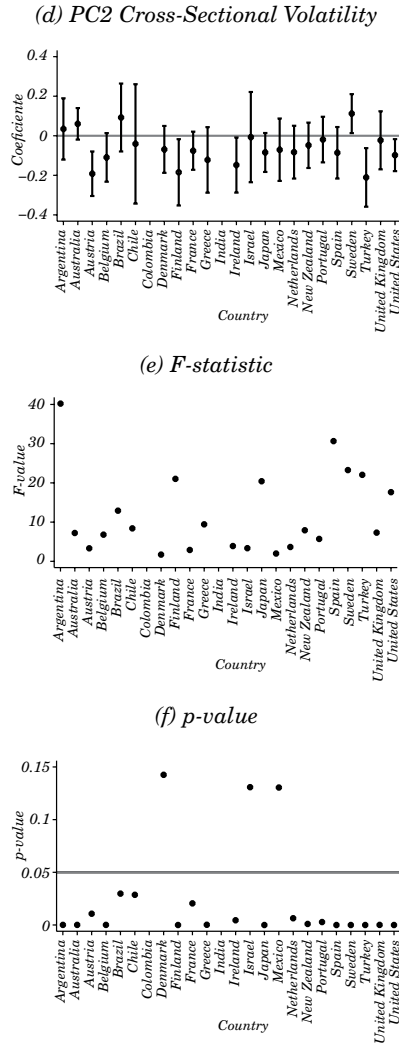 (d) PC2 Cross-Sectional Volatility
0.4
0.2
0
−0.2
−0.4
Coeficiente
Argentina
Australia
Austria
Belgium
Brazil
Chile
Colombia
Denmark
Finland
France
Greece
India
Ireland
Israel
Japan
Mexico
Netherlands
New Zealand
Portugal
Spain
Sweden
Turkey
United Kingdom
United States
Country
(e) F-statistic
40
30
20
10
0
F-value
Argentina
Australia
Austria
Belgium
Brazil
Chile
Colombia
Denmark
Finland
France
Greece
India
Ireland
Israel
Japan
Mexico
Netherlands
New Zealand
Portugal
Spain
Sweden
Turkey
United Kingdom
United States
Country
(f) p-value
0.15
0.1
0.05
0
p-value
Argentina
Australia
Austria
Belgium
Brazil
Chile
Colombia
Denmark
Finland
France
Greece
India
Ireland
Israel
Japan
Mexico
Netherlands
New Zealand
Portugal
Spain
Sweden
Turkey
United Kingdom
United States
Country